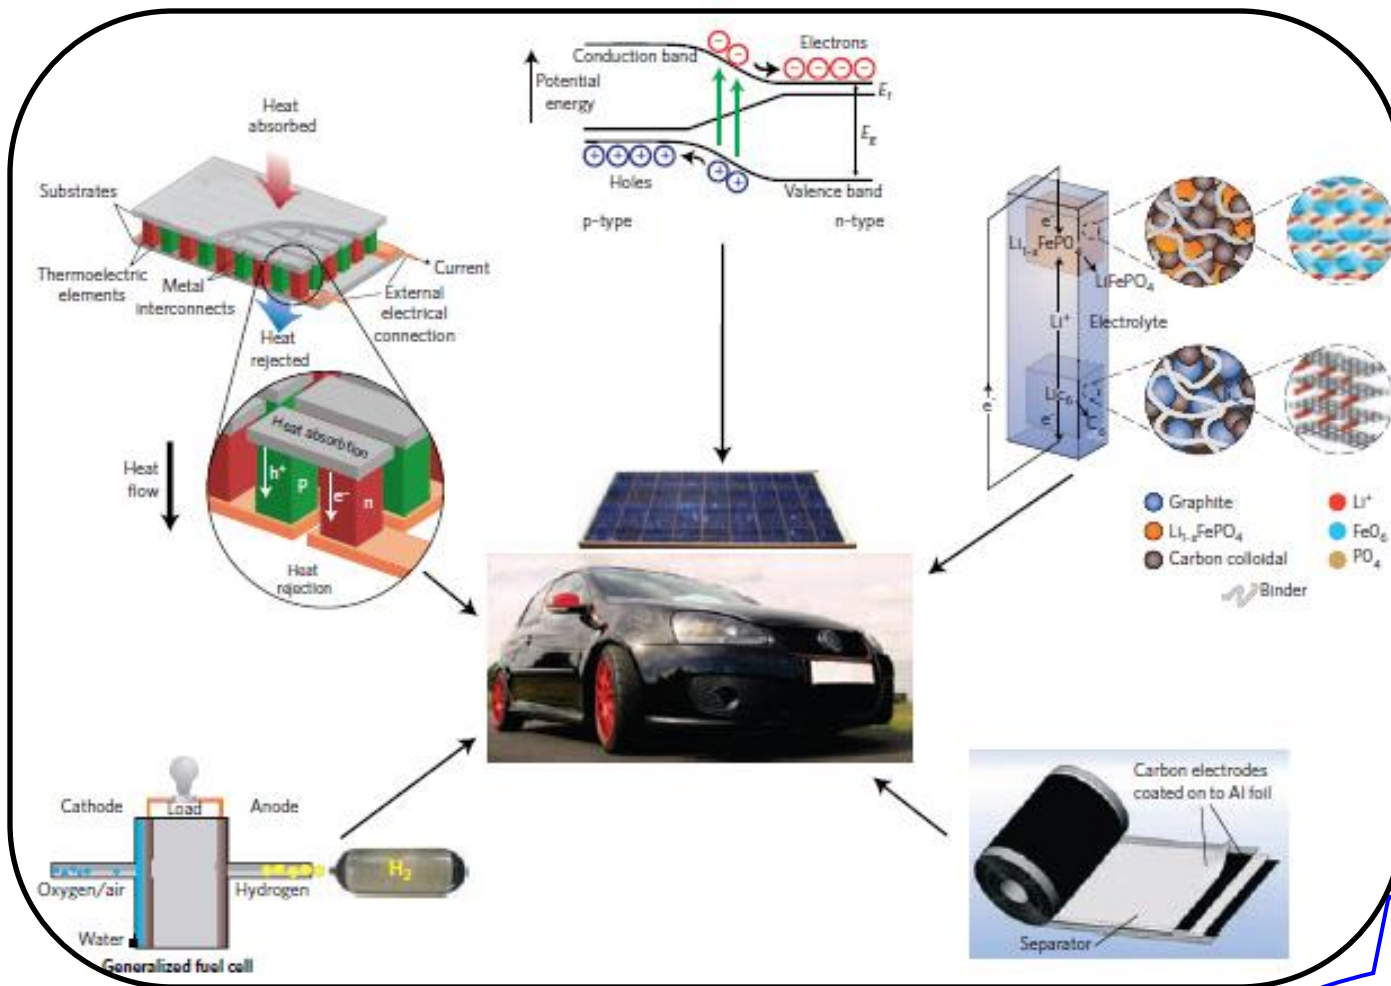 Conduction band
Electrons
Potential
energy
E_f
E_g
Holes
Valence band
p-type
n-type
Heat
absorbed
Substrates
Thermoelectric
elements
Metal
interconnects
Current
External
electrical
connection
Heat
rejected
Heat absorption
h⁺
p
e⁻
n
Heat
flow
Heat
rejection
e⁻
Li₁₋ₓFePO₄
LiFePO₄
Li⁺
Electrolyte
LiC₆
e⁻
C₆
e⁻
Graphite
Li₁₋ₓFePO₄
Carbon colloidal
Binder
Li⁺
FeO₆
PO₄
Cathode
Load
Anode
Oxygen/air
Hydrogen
H₂
Water
Generalized fuel cell
Carbon electrodes
coated on to Al foil
Separator